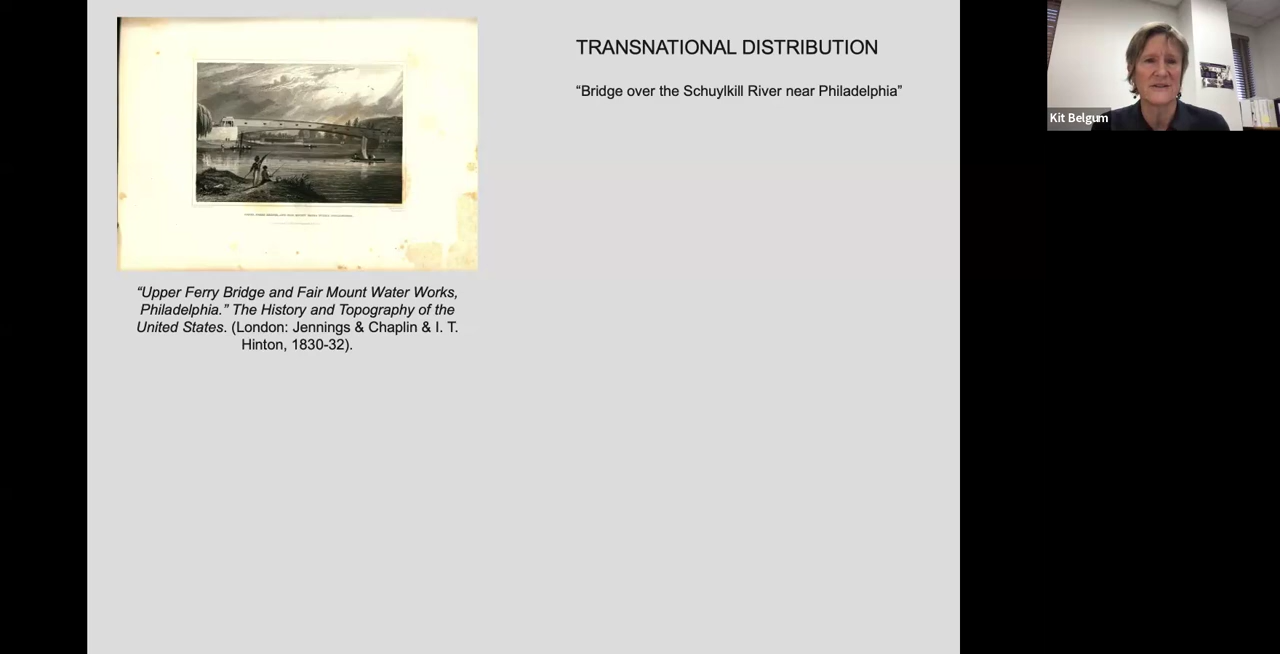 TRANSNATIONAL DISTRIBUTION
“Bridge over the Schuylkill River near Philadelphia”
Kit Belgum
“Upper Ferry Bridge and Fair Mount Water Works,
Philadelphia.” The History and Topography of the
United States. (London: Jennings & Chaplin & I. T.
Hinton, 1830-32).